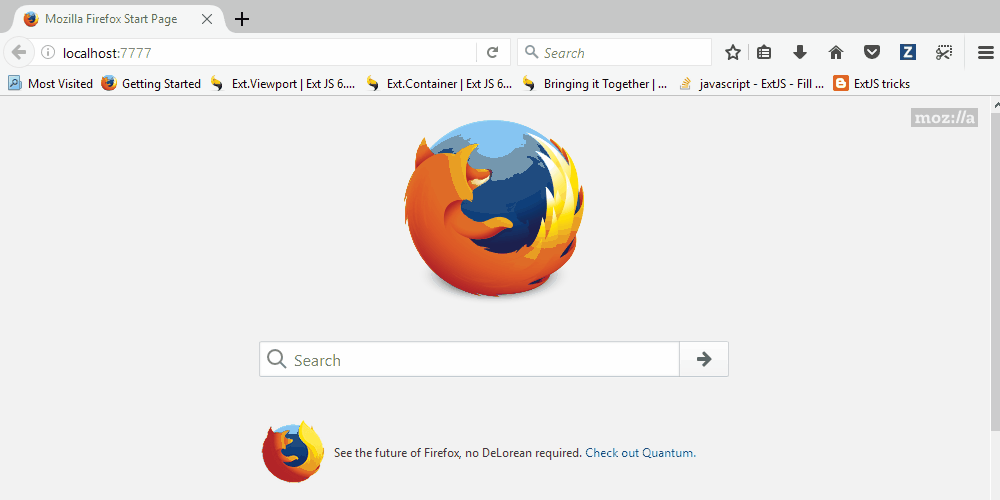 Mozilla Firefox Start Page
localhost:7777
Search
Most Visited Getting Started Ext.Viewport | Ext JS 6.... Ext.Container | Ext JS 6.... Bringing it Together | ... javascript - ExtJS - Fill ... ExtJS tricks
moz://a
Search
See the future of Firefox, no DeLorean required. Check out Quantum.